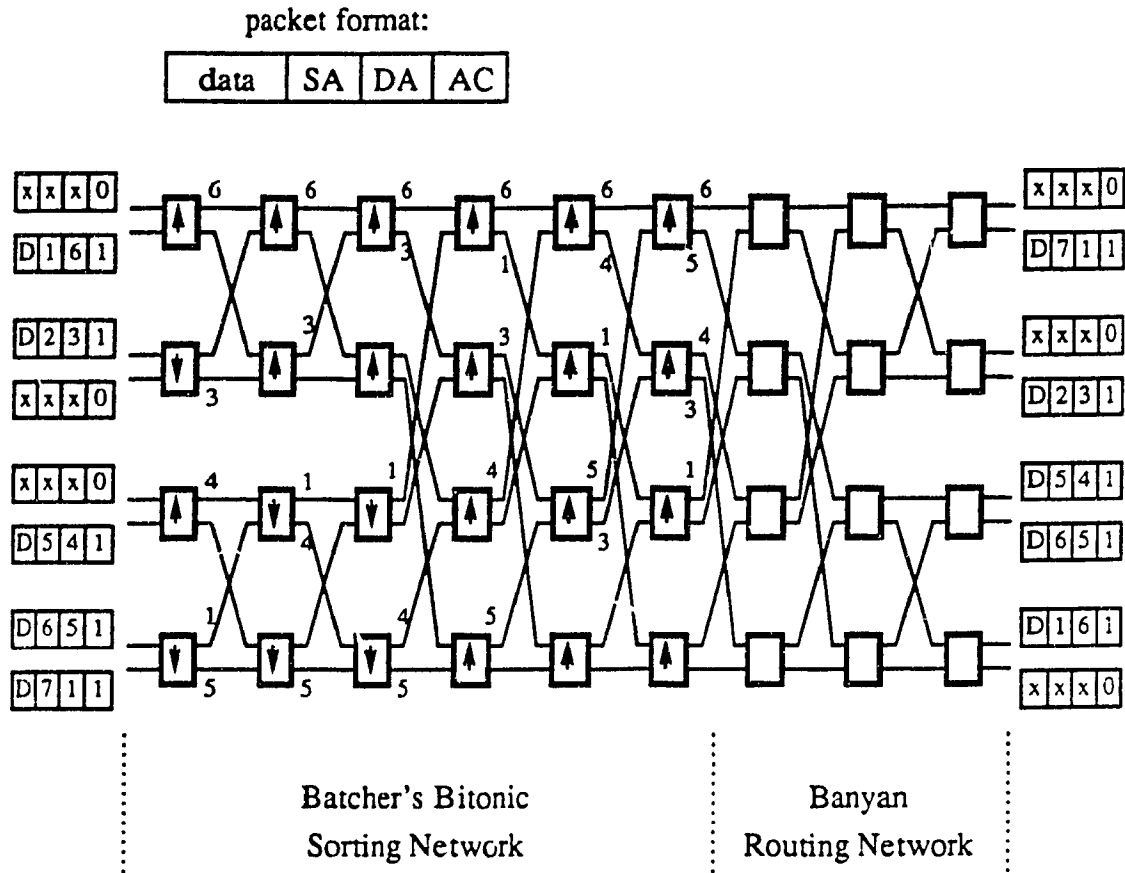 packet format:
data SA DA AC
x x x 0
D 1 6 1
D 2 3 1
x x x 0
x x x 0
D 5 4 1
D 6 5 1
D 7 1 1
6 6 6 6 6 6
3 1 4 5
3 3 1 4
3 3
4 1 1 4 5 1
4 3
1 4 5
5 5 5
x x x 0
D 7 1 1
x x x 0
D 2 3 1
D 5 4 1
D 6 5 1
D 1 6 1
x x x 0
Batcher's Bitonic
Sorting Network
Banyan
Routing Network